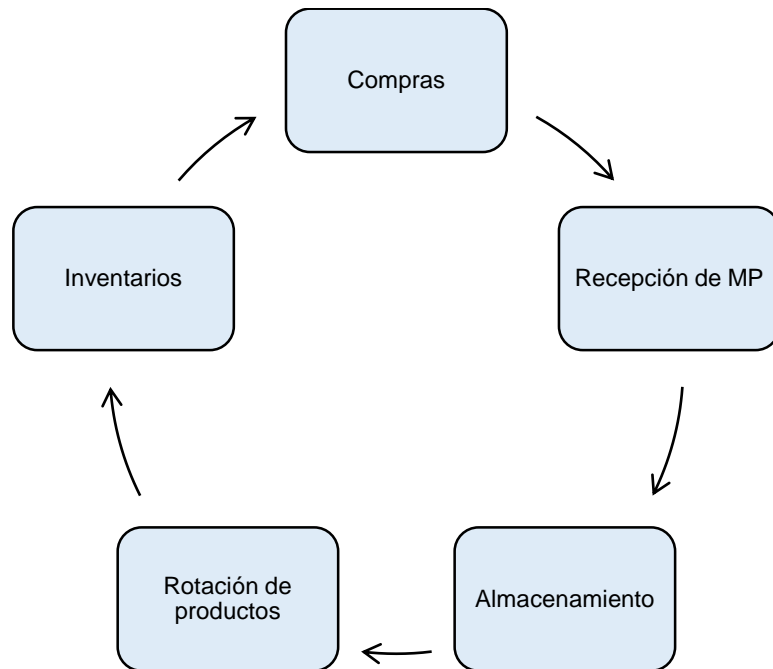 Compras
Recepción de MP
Almacenamiento
Rotación de
productos
Inventarios